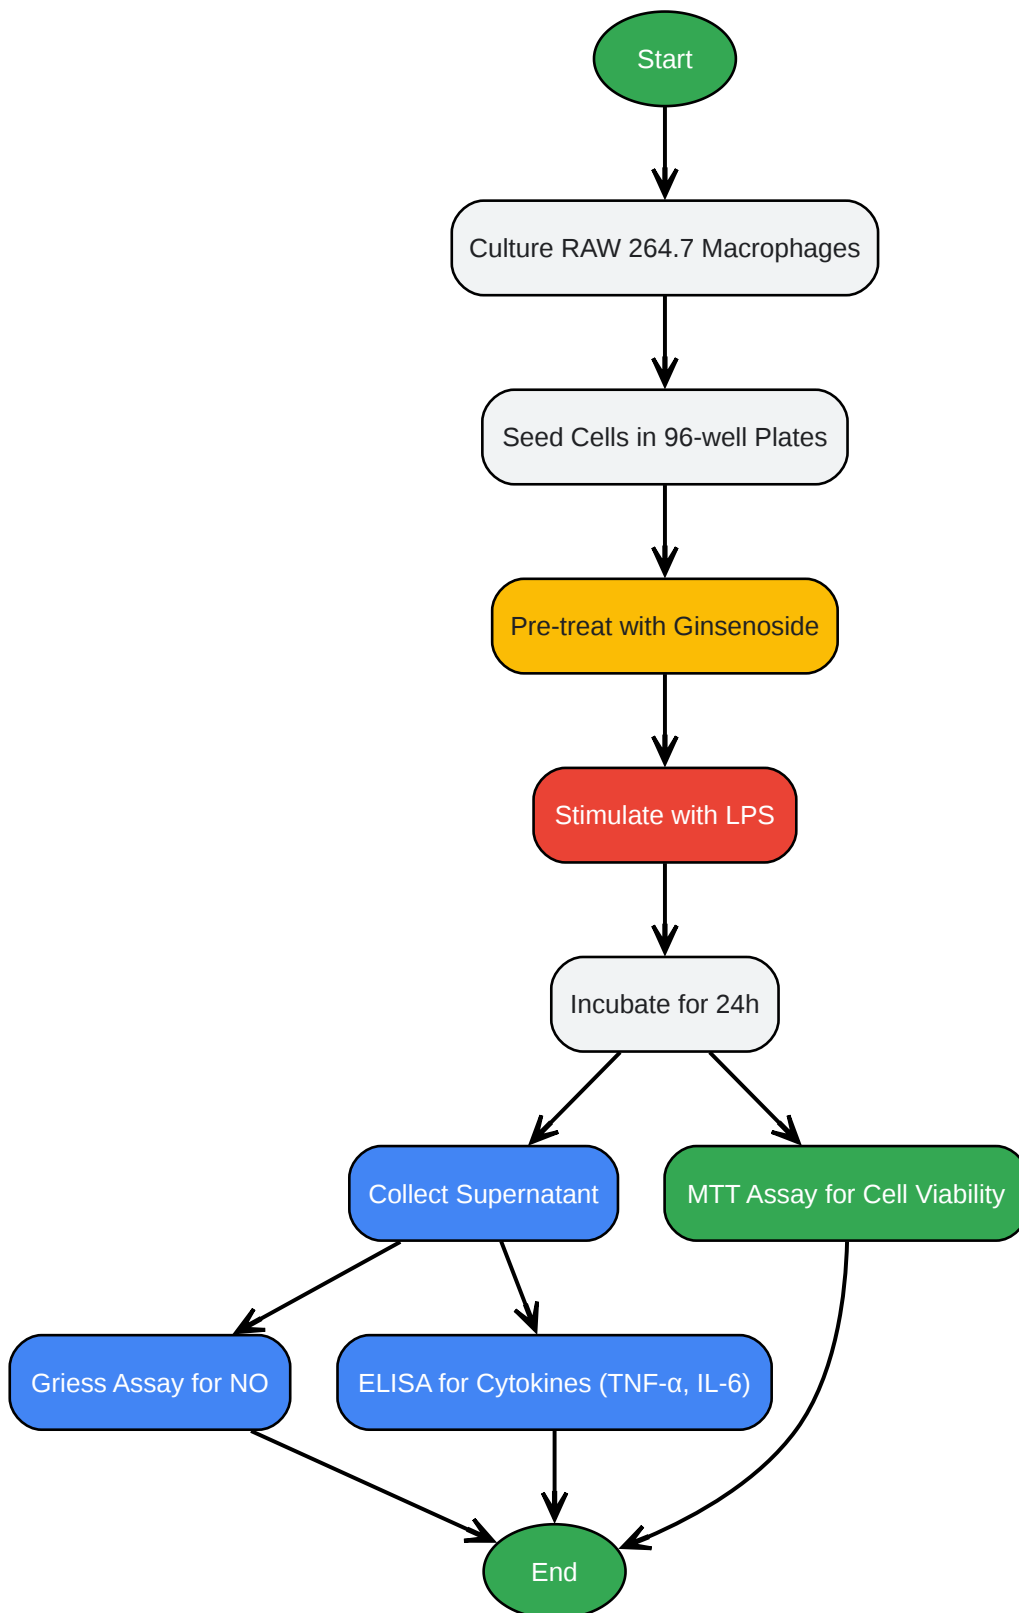 Start
Culture RAW 264.7 Macrophages
Seed Cells in 96-well Plates
Pre-treat with Ginsenoside
Stimulate with LPS
Incubate for 24h
Collect Supernatant
MTT Assay for Cell Viability
Griess Assay for NO
ELISA for Cytokines (TNF-α, IL-6)
End